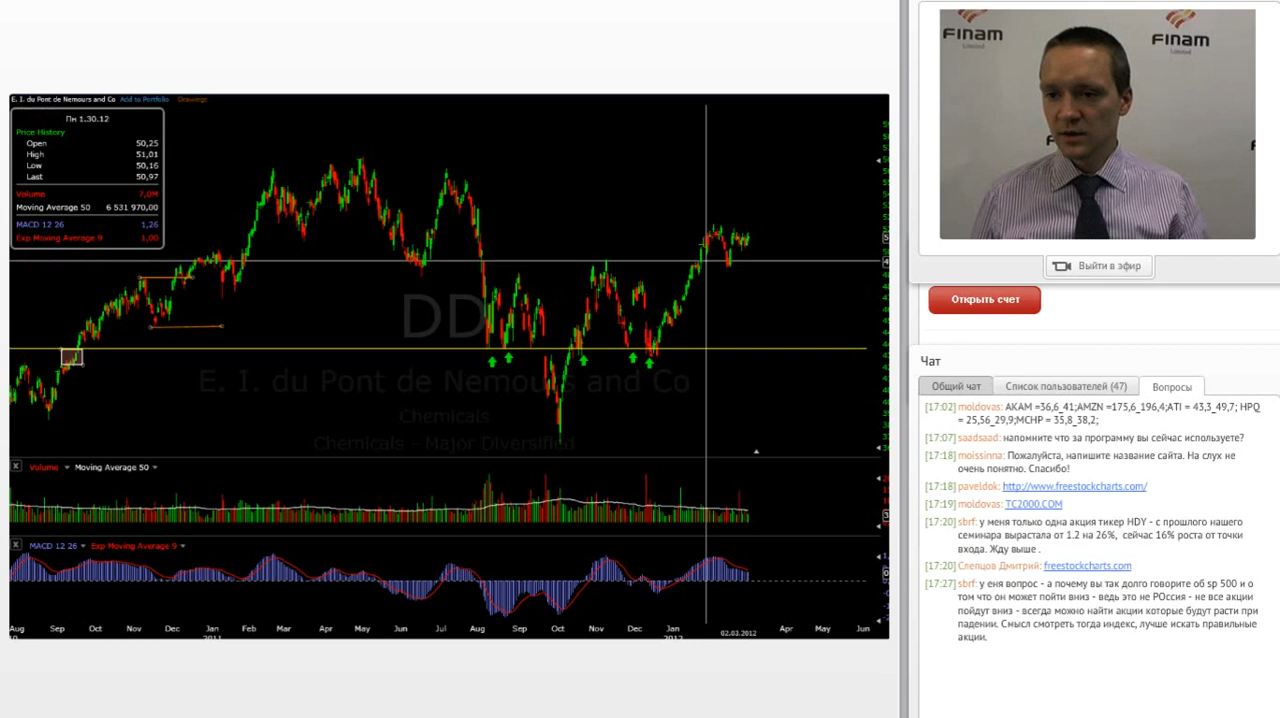 E. I. du Pont de Nemours and Co Add to Portfolio Drawings
Пн 1.30.12
Price History
Open 50,25
High 51,01
Low 50,16
Last 50,97
Volume 7,0M
Moving Average 50 6 531 970,00
MACD 12 26 1,26
Exp Moving Average 9 1,00
DD
E. I. du Pont de Nemours and Co
Chemicals
Chemicals - Major Diversified
X Volume Moving Average 50
X MACD 12 26 Exp Moving Average 9
Aug Sep Oct Nov Dec Jan Feb Mar Apr May Jun Jul Aug Sep Oct Nov Dec Jan 02.03.2012 Apr May Jun
2011 2012
FINAM
Limited
FINAM
Limited
Выйти в эфир
Открыть счет
Чат
Общий чат Список пользователей (47) Вопросы
[17:02] moldovas: AKAM =36,6_41;AMZN =175,6_196,4;ATI = 43,3_49,7; HPQ
= 25,56_29,9;MCHP = 35,8_38,2;
[17:07] saadsaad: напомните что за программу вы сейчас используете?
[17:18] moissinna: Пожалуйста, напишите название сайта. На слух не
очень понятно. Спасибо!
[17:18] paveldok: http://www.freestockcharts.com/
[17:19] moldovas: TC2000.COM
[17:20] sbrf: у меня только одна акция тикер HDY - с прошлого нашего
семинара вырастала от 1.2 на 26%, сейчас 16% роста от точки
входа. Жду выше .
[17:20] Слепцов Дмитрий: freestockcharts.com
[17:27] sbrf: у еня вопрос - а почему вы так долго говорите об sp 500 и о
том что он может пойти вниз - ведь это не РОссия - не все акции
пойдут вниз - всегда можно найти акции которые будут расти при
падении. Смысл смотреть тогда индекс, лучше искать правильные
акции.